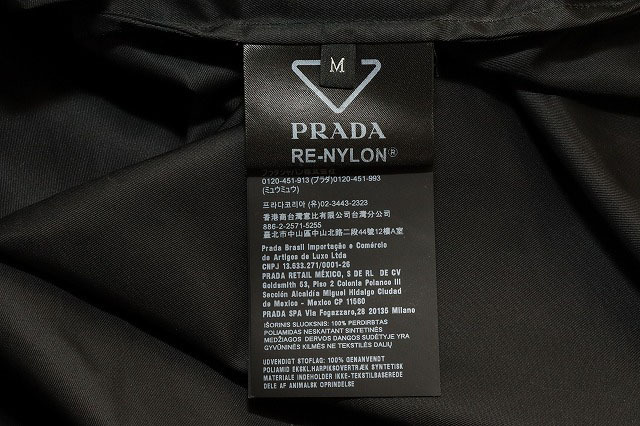 M
PRADA
RE-NYLON®
0120-451-913 (プラダ) 0120-451-993
(ミュウミュウ)
프라다코리아 (유) 02-3443-2323
香港商台灣意比有限公司台灣分公司
886-2-2571-5255
臺北市中山北路二段44號12樓A室
Prada Brasil Importação e Comércio
de Artigos de Luxo Ltda
CNPJ 13.633.271/0001-26
PRADA RETAIL MÉXICO, S DE RL DE CV
Goldsmith 53, Piso 2 Colonia Polanco III
Sección Alcaldía Miguel Hidalgo Ciudad
de Mexico - Mexico CP 11560
PRADA SPA Via Fogazzaro,28 20135 Milano
IŠORINIS SLUOKSNIS: 100% PERDIRBTAS
POLIAMIDAS NESKAITANT SINTETINĖS
MEDŽIAGOS DERVOS DANGOS SUDĖTYJE YRA
GYVŪNINĖS KILMĖS NE TEKSTILĖS DALIŲ
UDVENDIGT STOFLAG: 100% GENANVENDT
POLIAMID EKSKL.HARPIKSOVERTRÆK SYNTETISK
MATERIALE INDEHOLDER IKKE-TEKSTILBASEREDE
DELE AF ANIMALSK OPRINDELSE